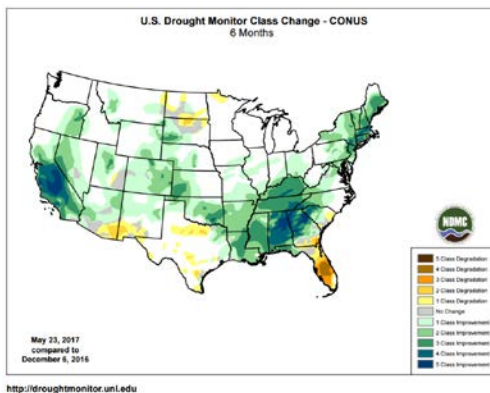 U.S. Drought Monitor Class Change - CONUS
6 Months
NDMC
5 Class Degradation
4 Class Degradation
3 Class Degradation
2 Class Degradation
1 Class Degradation
No Change
1 Class Improvement
2 Class Improvement
3 Class Improvement
4 Class Improvement
5 Class Improvement
May 23, 2017
compared to
December 6, 2016
http://droughtmonitor.unl.edu